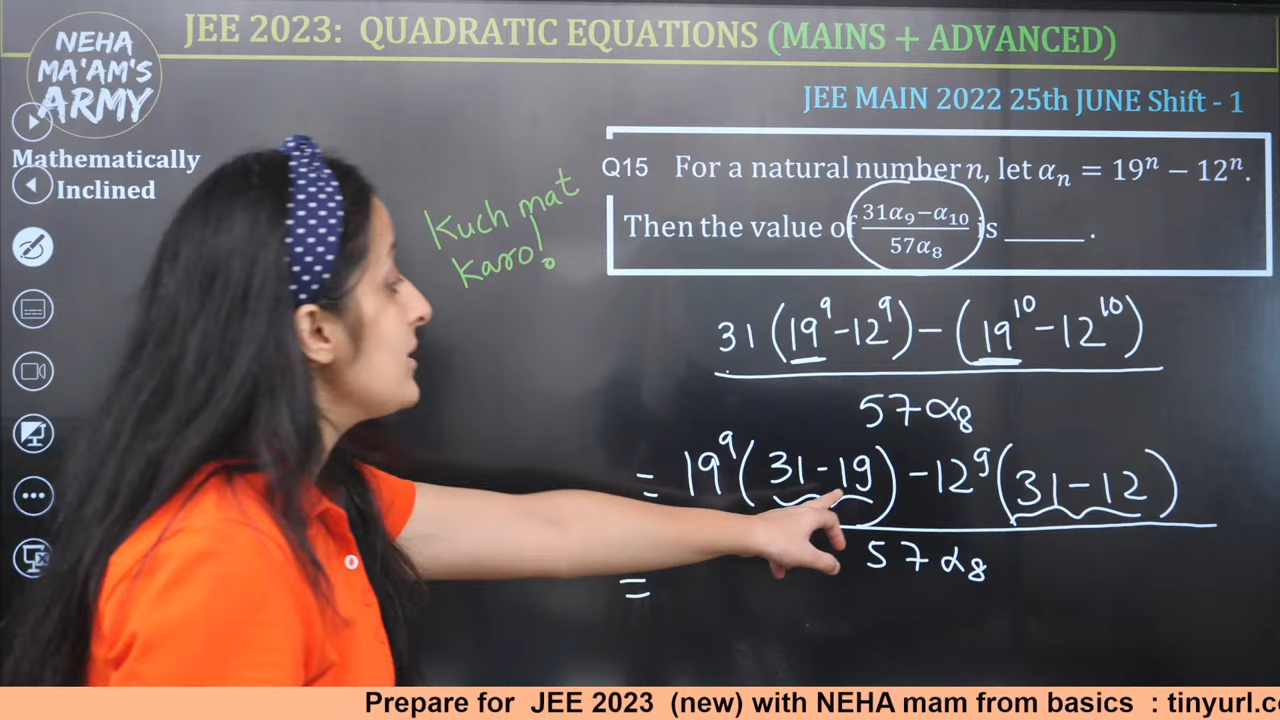 JEE 2023: QUADRATIC EQUATIONS (MAINS + ADVANCED)
NEHA
MA'AM'S
ARMY
Mathematically
Inclined
JEE MAIN 2022 25th JUNE Shift - 1
Q15 For a natural number n, let αₙ = 19ⁿ − 12ⁿ.
Then the value of (31α₉−α₁₀)/(57α₈) is _____ .
Kuch mat
karo!
31(19⁹-12⁹)-(19¹⁰-12¹⁰)
57α₈
= 19⁹(31-19)-12⁹(31-12)
57α₈
=
Prepare for JEE 2023 (new) with NEHA mam from basics : tinyurl.c